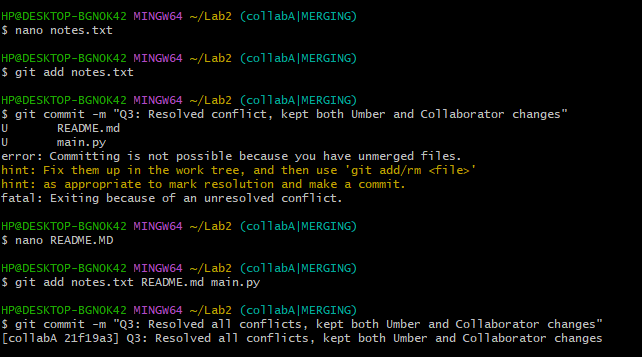 HP@DESKTOP-BGNOK42 MINGW64 ~/Lab2 (collabA|MERGING)
$ nano notes.txt
HP@DESKTOP-BGNOK42 MINGW64 ~/Lab2 (collabA|MERGING)
$ git add notes.txt
HP@DESKTOP-BGNOK42 MINGW64 ~/Lab2 (collabA|MERGING)
$ git commit -m "Q3: Resolved conflict, kept both Umber and Collaborator changes"
U       README.md
U       main.py
error: Committing is not possible because you have unmerged files.
hint: Fix them up in the work tree, and then use 'git add/rm <file>'
hint: as appropriate to mark resolution and make a commit.
fatal: Exiting because of an unresolved conflict.
HP@DESKTOP-BGNOK42 MINGW64 ~/Lab2 (collabA|MERGING)
$ nano README.MD
HP@DESKTOP-BGNOK42 MINGW64 ~/Lab2 (collabA|MERGING)
$ git add notes.txt README.md main.py
HP@DESKTOP-BGNOK42 MINGW64 ~/Lab2 (collabA|MERGING)
$ git commit -m "Q3: Resolved all conflicts, kept both Umber and Collaborator changes"
[collabA 21f19a3] Q3: Resolved all conflicts, kept both Umber and Collaborator changes